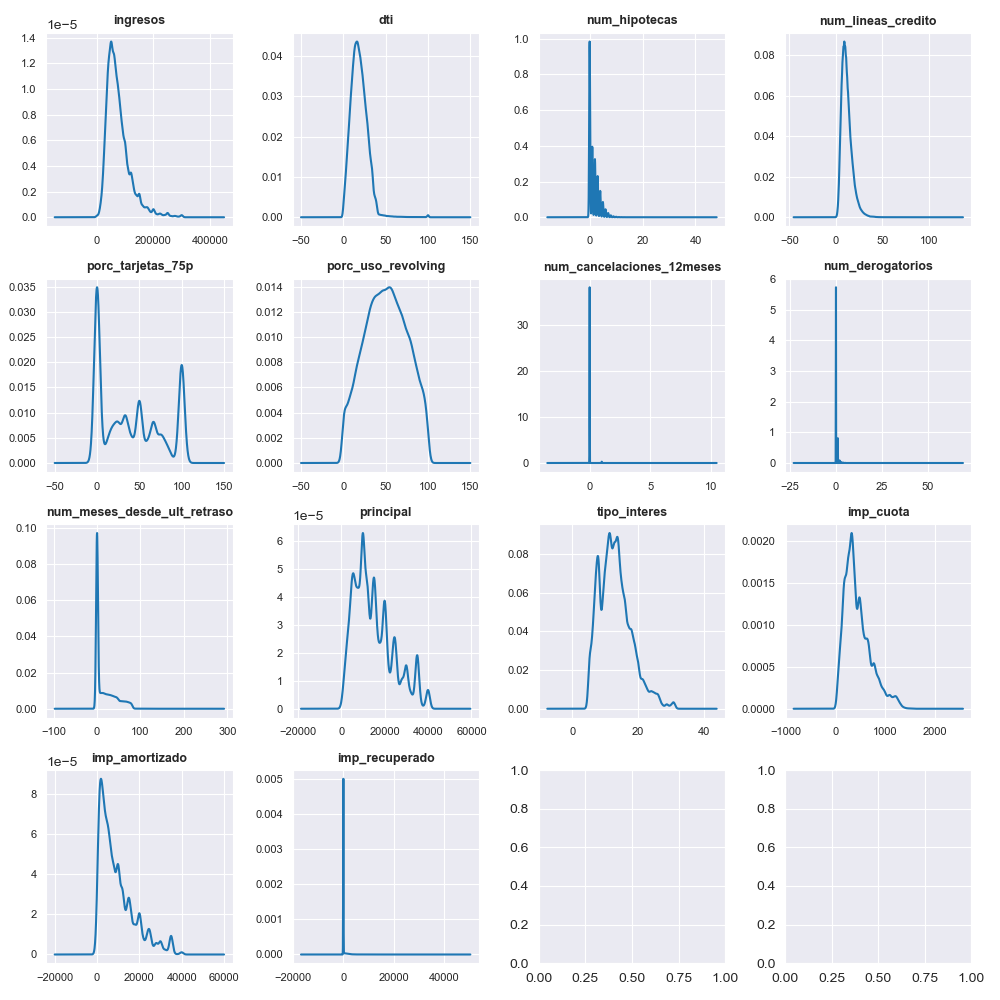 ingresos dti num_hipotecas num_lineas_credito
1e−5
1.4 1.2 1.0 0.8 0.6 0.4 0.2 0.0
0 200000 400000
0.04 0.03 0.02 0.01 0.00
−50 0 50 100 150
1.0 0.8 0.6 0.4 0.2 0.0
0 20 40
0.08 0.06 0.04 0.02 0.00
−50 0 50 100
porc_tarjetas_75p porc_uso_revolving num_cancelaciones_12meses num_derogatorios
0.035 0.030 0.025 0.020 0.015 0.010 0.005 0.000
−50 0 50 100 150
0.014 0.012 0.010 0.008 0.006 0.004 0.002 0.000
−50 0 50 100 150
30 20 10 0
0 5 10
6 5 4 3 2 1 0
−25 0 25 50
num_meses_desde_ult_retraso principal tipo_interes imp_cuota
0.10 0.08 0.06 0.04 0.02 0.00
−100 0 100 200 300
1e−5
6 5 4 3 2 1 0
−20000 0 20000 40000 60000
0.08 0.06 0.04 0.02 0.00
0 20 40
0.0020 0.0015 0.0010 0.0005 0.0000
−1000 0 1000 2000
imp_amortizado imp_recuperado
1e−5
8 6 4 2 0
−20000 0 20000 40000 60000
0.005 0.004 0.003 0.002 0.001 0.000
−20000 0 20000 40000
1.0 0.8 0.6 0.4 0.2 0.0
0.00 0.25 0.50 0.75 1.00
1.0 0.8 0.6 0.4 0.2 0.0
0.00 0.25 0.50 0.75 1.00